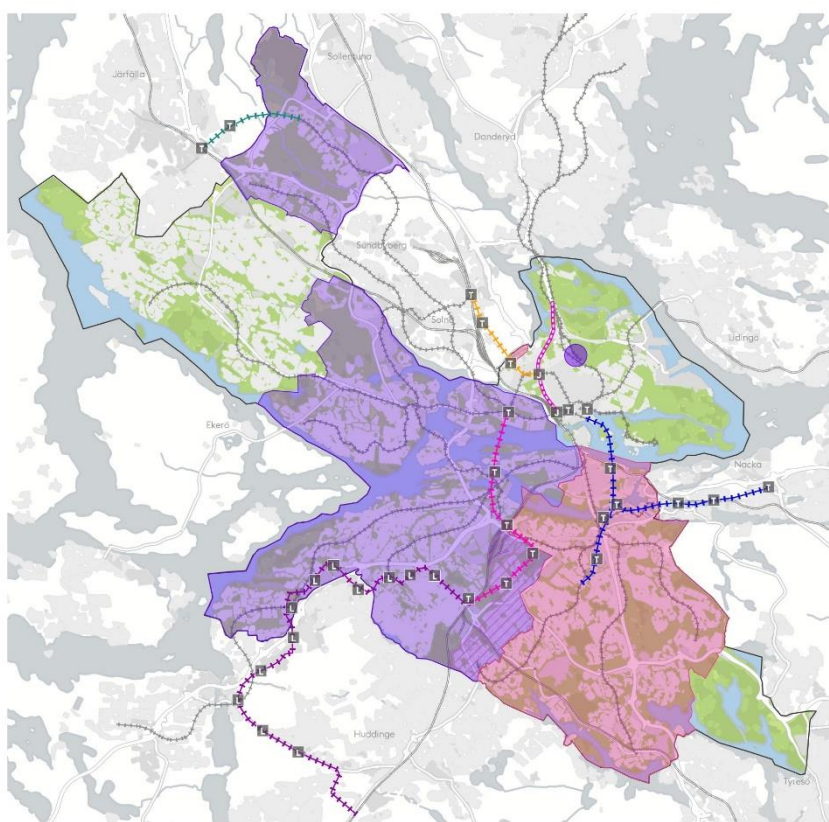 Sollentuna
Järfälla
T
Danderyd
T
Sundbyberg
T
Solna
T
Lidingö
T
J
T
J
T
T
Ekerö
Nacka
T
T
T
T
T
T
T
T
T
T
L
L
L
L
L
T
L
T
L
L
L
L
L
Huddinge
L
Tyresö